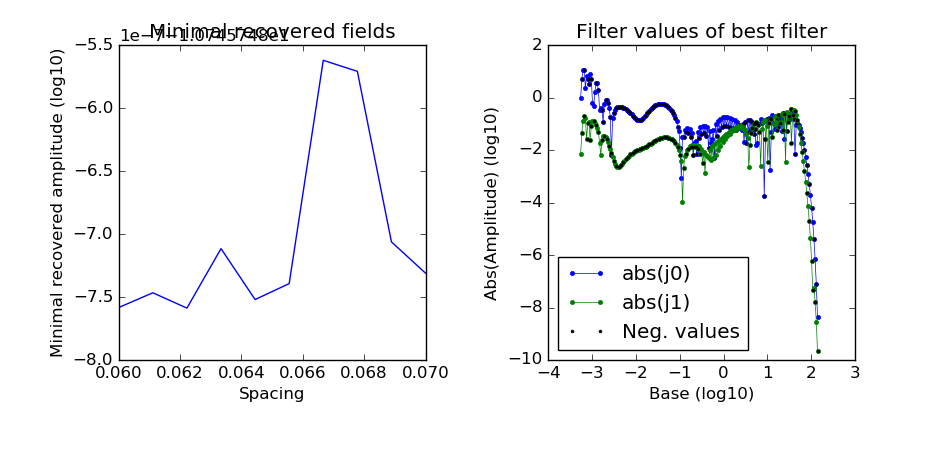 Minimal recovered fields
1e−7−1.0745748e1
−5.5
−6.0
−6.5
−7.0
−7.5
−8.0
Minimal recovered amplitude (log10)
0.060 0.062 0.064 0.066 0.068 0.070
Spacing
Filter values of best filter
2
0
−2
−4
−6
−8
−10
Abs(Amplitude) (log10)
abs(j0)
abs(j1)
Neg. values
−4 −3 −2 −1 0 1 2 3
Base (log10)